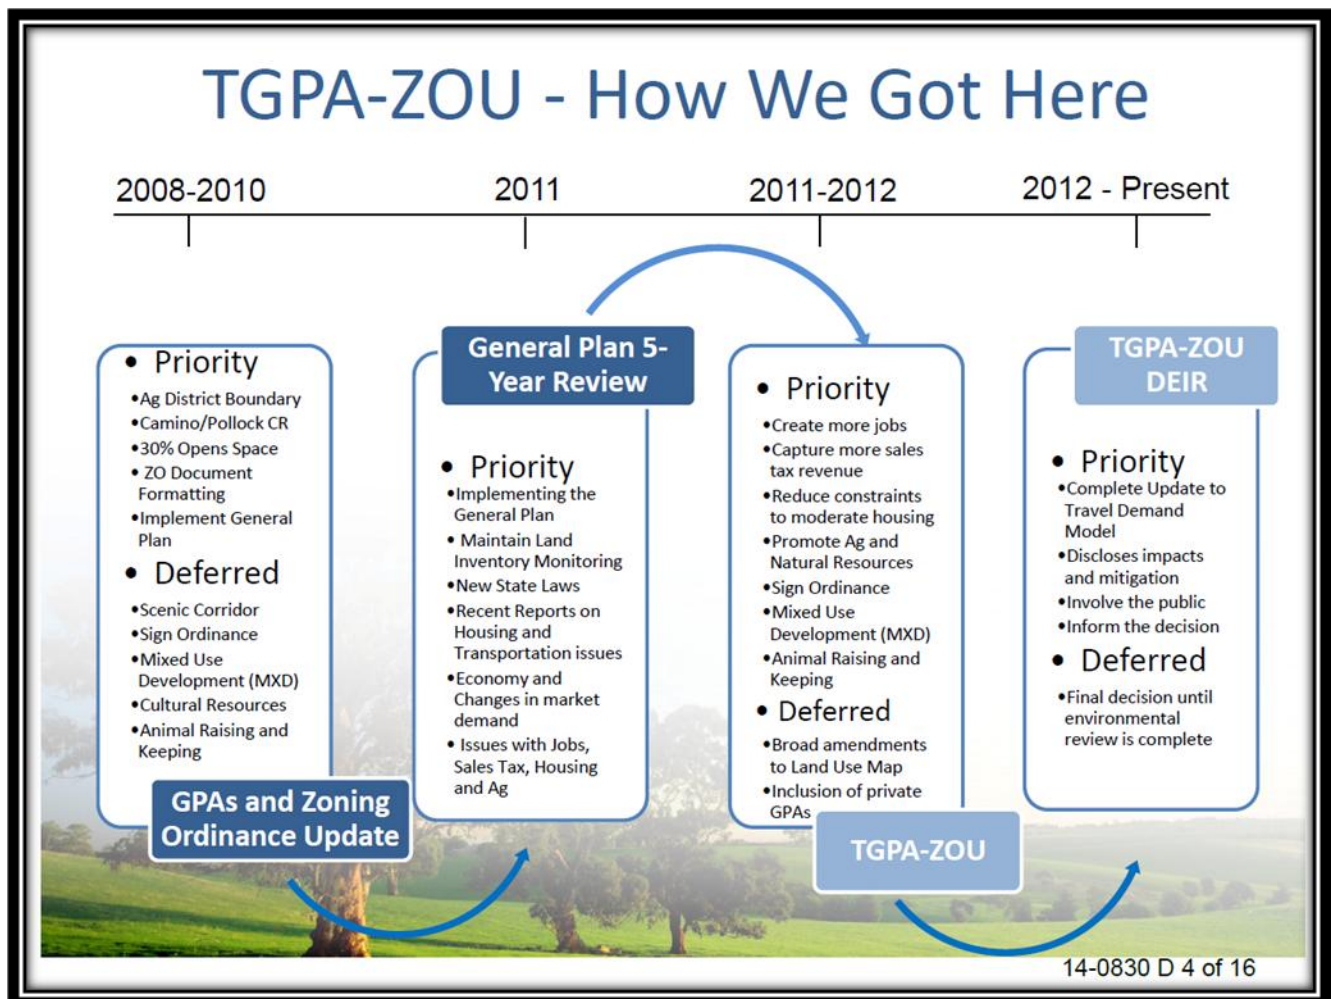 TGPA-ZOU - How We Got Here
2008-2010
2011
2011-2012
2012 - Present
• Priority
•Ag District Boundary
•Camino/Pollock CR
•30% Opens Space
• ZO Document
Formatting
•Implement General
Plan
• Deferred
•Scenic Corridor
•Sign Ordinance
•Mixed Use
Development (MXD)
•Cultural Resources
•Animal Raising and
Keeping
GPAs and Zoning
Ordinance Update
General Plan 5-
Year Review
• Priority
•Implementing the
General Plan
• Maintain Land
Inventory Monitoring
•New State Laws
•Recent Reports on
Housing and
Transportation issues
•Economy and
Changes in market
demand
• Issues with Jobs,
Sales Tax, Housing
and Ag
• Priority
•Create more jobs
•Capture more sales
tax revenue
•Reduce constraints
to moderate housing
•Promote Ag and
Natural Resources
•Sign Ordinance
•Mixed Use
Development (MXD)
•Animal Raising and
Keeping
• Deferred
•Broad amendments
to Land Use Map
•Inclusion of private
GPAs
TGPA-ZOU
TGPA-ZOU
DEIR
• Priority
•Complete Update to
Travel Demand
Model
•Discloses impacts
and mitigation
•Involve the public
•Inform the decision
• Deferred
•Final decision until
environmental
review is complete
14-0830 D 4 of 16